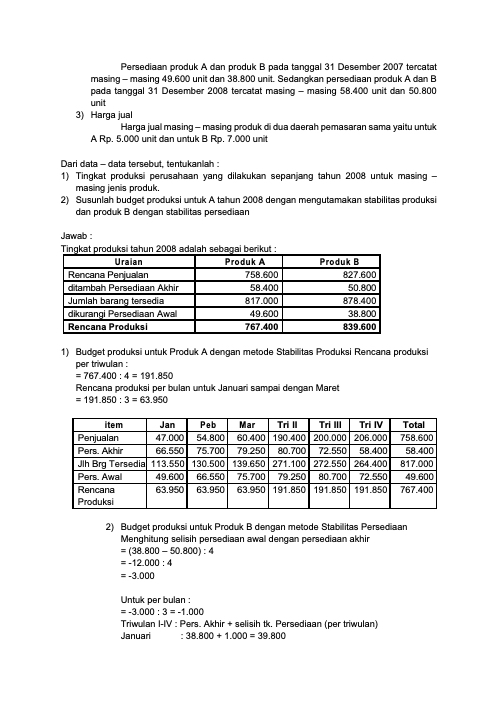 Persediaan produk A dan produk B pada tanggal 31 Desember 2007 tercatat
masing – masing 49.600 unit dan 38.800 unit. Sedangkan persediaan produk A dan B
pada tanggal 31 Desember 2008 tercatat masing – masing 58.400 unit dan 50.800
unit
3) Harga jual
Harga jual masing – masing produk di dua daerah pemasaran sama yaitu untuk
A Rp. 5.000 unit dan untuk B Rp. 7.000 unit
Dari data – data tersebut, tentukanlah :
1) Tingkat produksi perusahaan yang dilakukan sepanjang tahun 2008 untuk masing –
masing jenis produk.
2) Susunlah budget produksi untuk A tahun 2008 dengan mengutamakan stabilitas produksi
dan produk B dengan stabilitas persediaan
Jawab :
Tingkat produksi tahun 2008 adalah sebagai berikut :
Uraian Produk A Produk B
Rencana Penjualan 758.600 827.600
ditambah Persediaan Akhir 58.400 50.800
Jumlah barang tersedia 817.000 878.400
dikurangi Persediaan Awal 49.600 38.800
Rencana Produksi 767.400 839.600
1) Budget produksi untuk Produk A dengan metode Stabilitas Produksi Rencana produksi
per triwulan :
= 767.400 : 4 = 191.850
Rencana produksi per bulan untuk Januari sampai dengan Maret
= 191.850 : 3 = 63.950
item Jan Peb Mar Tri II Tri III Tri IV Total
Penjualan 47.000 54.800 60.400 190.400 200.000 206.000 758.600
Pers. Akhir 66.550 75.700 79.250 80.700 72.550 58.400 58.400
Jlh Brg Tersedia 113.550 130.500 139.650 271.100 272.550 264.400 817.000
Pers. Awal 49.600 66.550 75.700 79.250 80.700 72.550 49.600
Rencana 63.950 63.950 63.950 191.850 191.850 191.850 767.400
Produksi
2) Budget produksi untuk Produk B dengan metode Stabilitas Persediaan
Menghitung selisih persediaan awal dengan persediaan akhir
= (38.800 – 50.800) : 4
= -12.000 : 4
= -3.000
Untuk per bulan :
= -3.000 : 3 = -1.000
Triwulan I-IV : Pers. Akhir + selisih tk. Persediaan (per triwulan)
Januari : 38.800 + 1.000 = 39.800